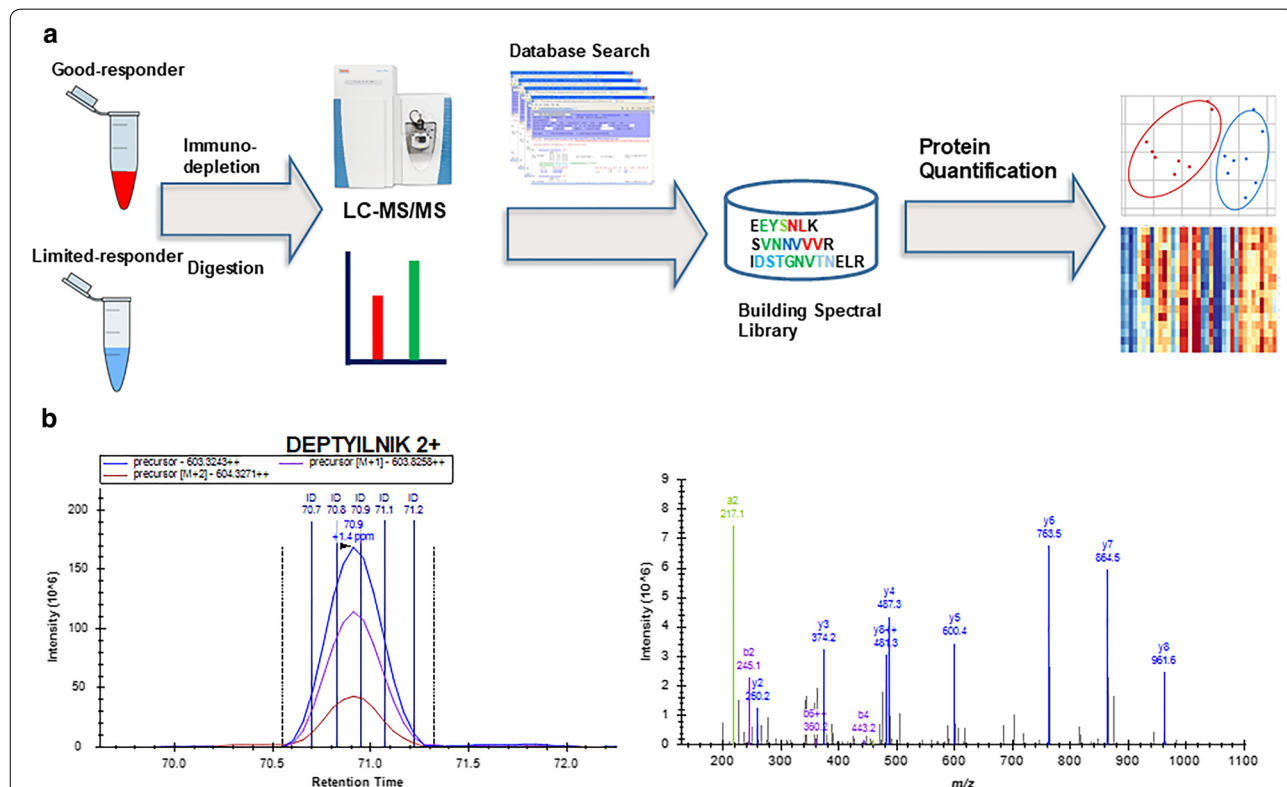 a
Good-responder
Limited-responder
Immuno-
depletion
Digestion
LC-MS/MS
Database Search
EEYSNLK
SVNNVVVR
IDSTGNVTNELR
Building Spectral
Library
Protein
Quantification
b
DEPTYILNIK 2+
precursor - 603.3243++
precursor [M+1] - 603.8258++
precursor [M+2] - 604.3271++
ID ID ID ID ID
70.7 70.8 70.9 71.1 71.2
70.9
+1.4 ppm
200
150
100
50
0
Intensity (10^6)
70.0 70.5 71.0 71.5 72.0
Retention Time
9
8
7
6
5
4
3
2
1
0
Intensity (10^6)
a2
217.1
b2
245.1
y2
260.2
b6++
360.2
y3
374.2
b4
443.2
y8++
481.3
y4
487.3
y5
600.4
y6
763.5
y7
864.5
y8
961.6
200 300 400 500 600 700 800 900 1000 1100
m/z